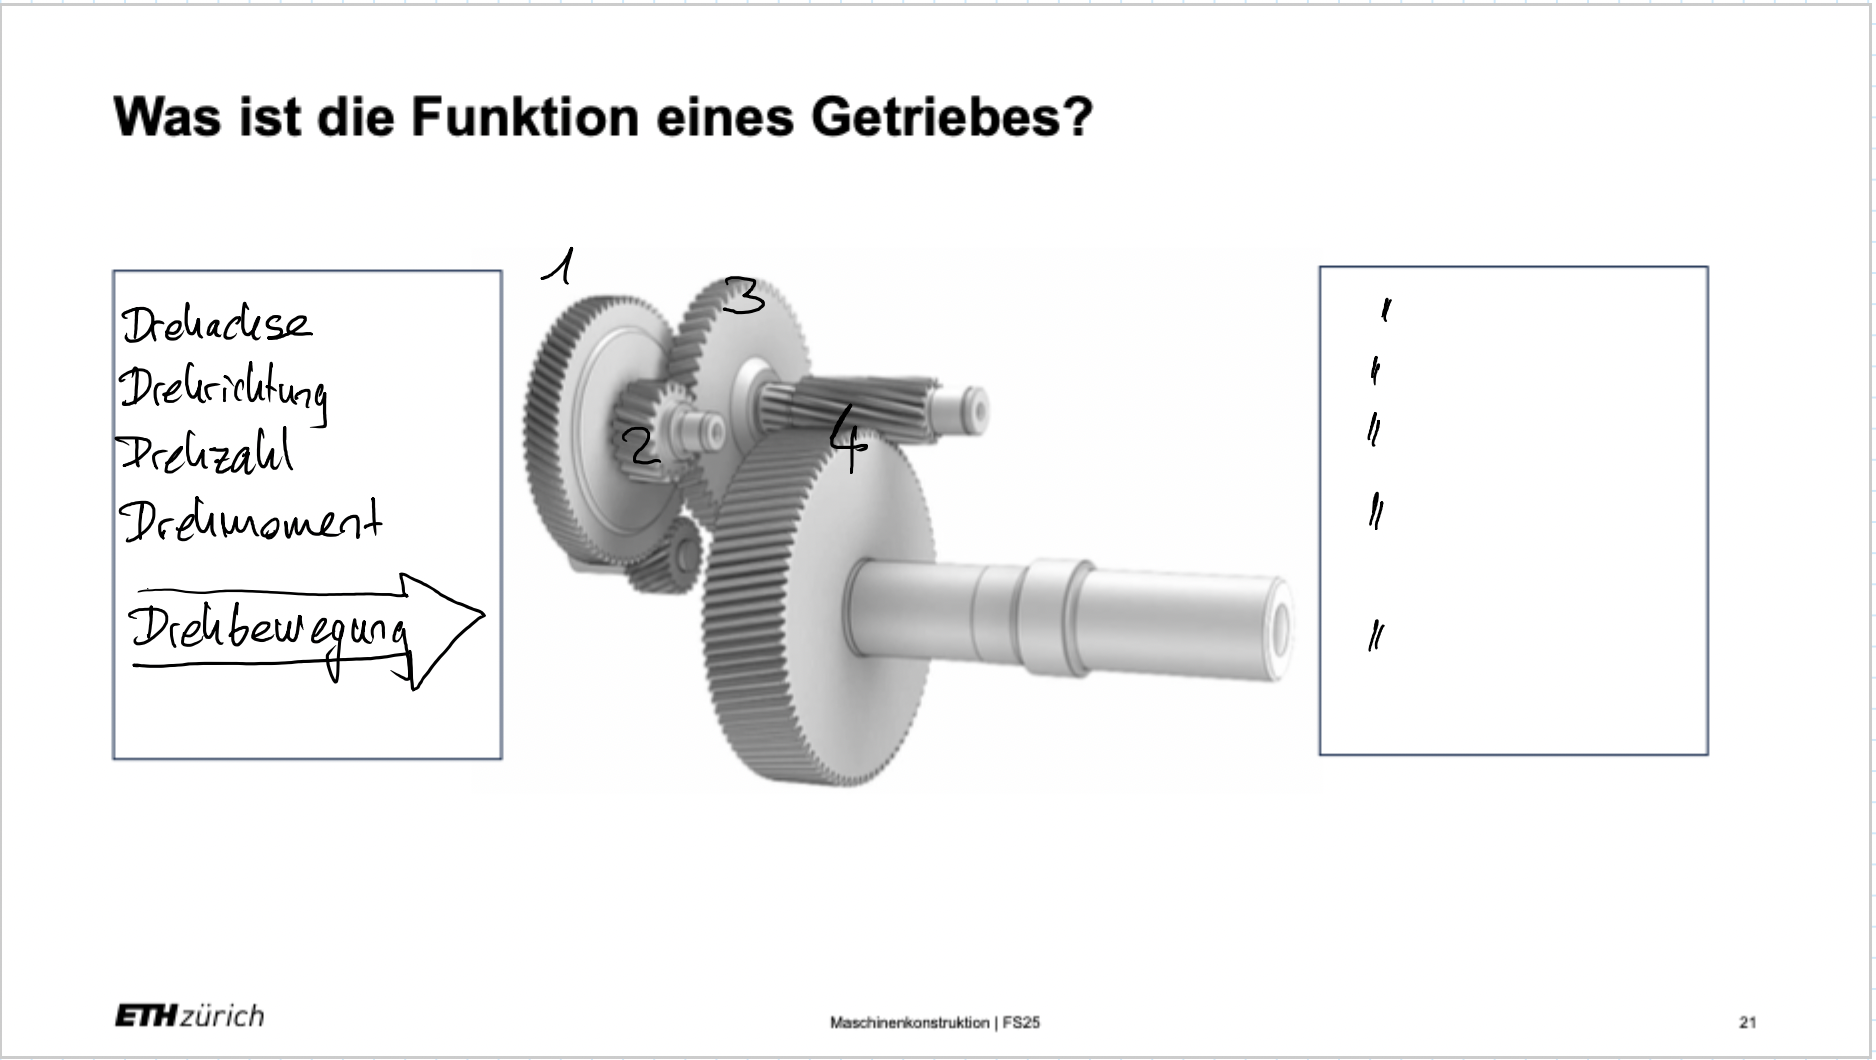 Was ist die Funktion eines Getriebes?
1
3
2
4
Drehachse
Drehrichtung
Drehzahl
Drehmoment
Drehbewegung
"
"
"
"
"
ETH zürich
Maschinenkonstruktion | FS25
21